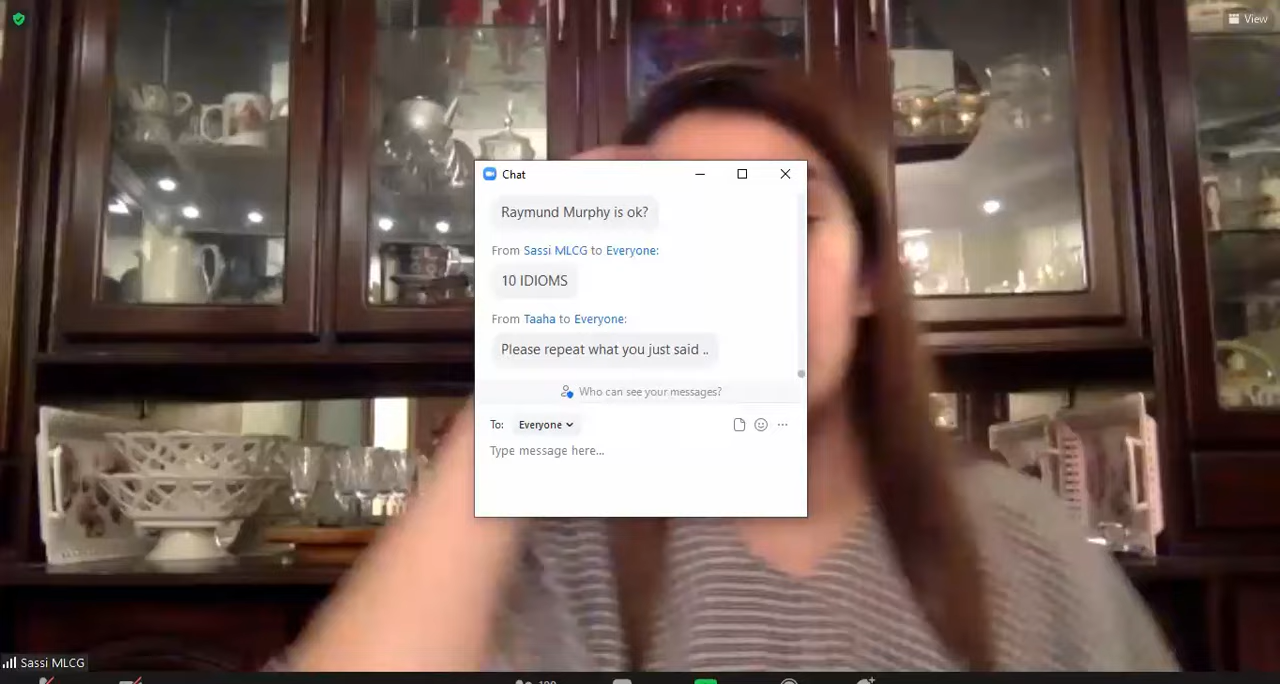 View
Chat
Raymund Murphy is ok?
From Sassi MLCG to Everyone:
10 IDIOMS
From Taaha to Everyone:
Please repeat what you just said ..
Who can see your messages?
To: Everyone
Type message here...
Sassi MLCG